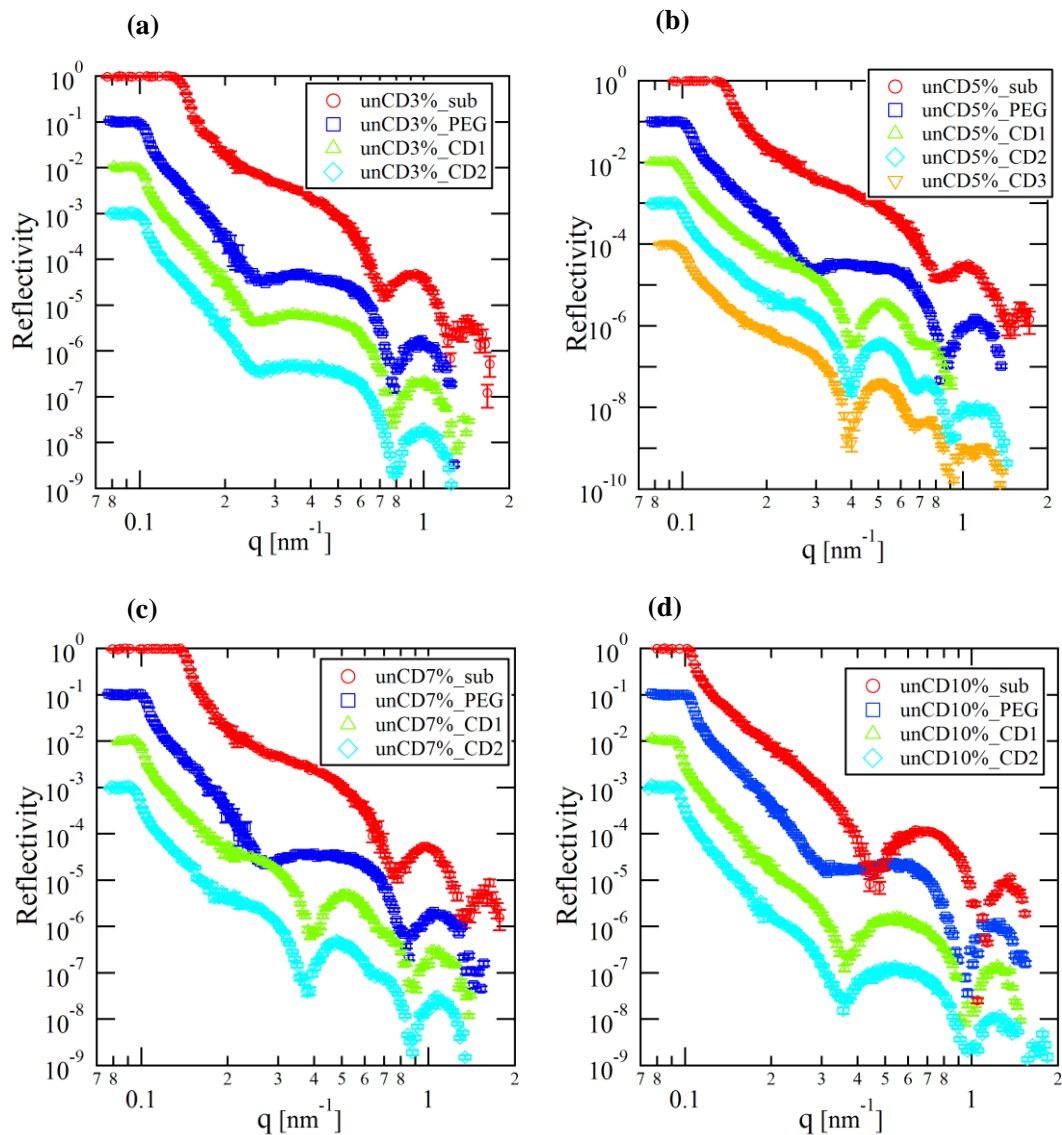 (a)
10^0
10^-1
10^-2
10^-3
10^-4
10^-5
10^-6
10^-7
10^-8
10^-9
Reflectivity
unCD3%_sub
unCD3%_PEG
unCD3%_CD1
unCD3%_CD2
7 8 2 3 4 5 6 7 8 2
0.1 1
q [nm^-1]
(b)
10^0
10^-2
10^-4
10^-6
10^-8
10^-10
Reflectivity
unCD5%_sub
unCD5%_PEG
unCD5%_CD1
unCD5%_CD2
unCD5%_CD3
7 8 2 3 4 5 6 7 8 2
0.1 1
q [nm^-1]
(c)
10^0
10^-1
10^-2
10^-3
10^-4
10^-5
10^-6
10^-7
10^-8
10^-9
Reflectivity
unCD7%_sub
unCD7%_PEG
unCD7%_CD1
unCD7%_CD2
7 8 2 3 4 5 6 7 8 2
0.1 1
q [nm^-1]
(d)
10^0
10^-1
10^-2
10^-3
10^-4
10^-5
10^-6
10^-7
10^-8
10^-9
Reflectivity
unCD10%_sub
unCD10%_PEG
unCD10%_CD1
unCD10%_CD2
7 8 2 3 4 5 6 7 8 2
0.1 1
q [nm^-1]